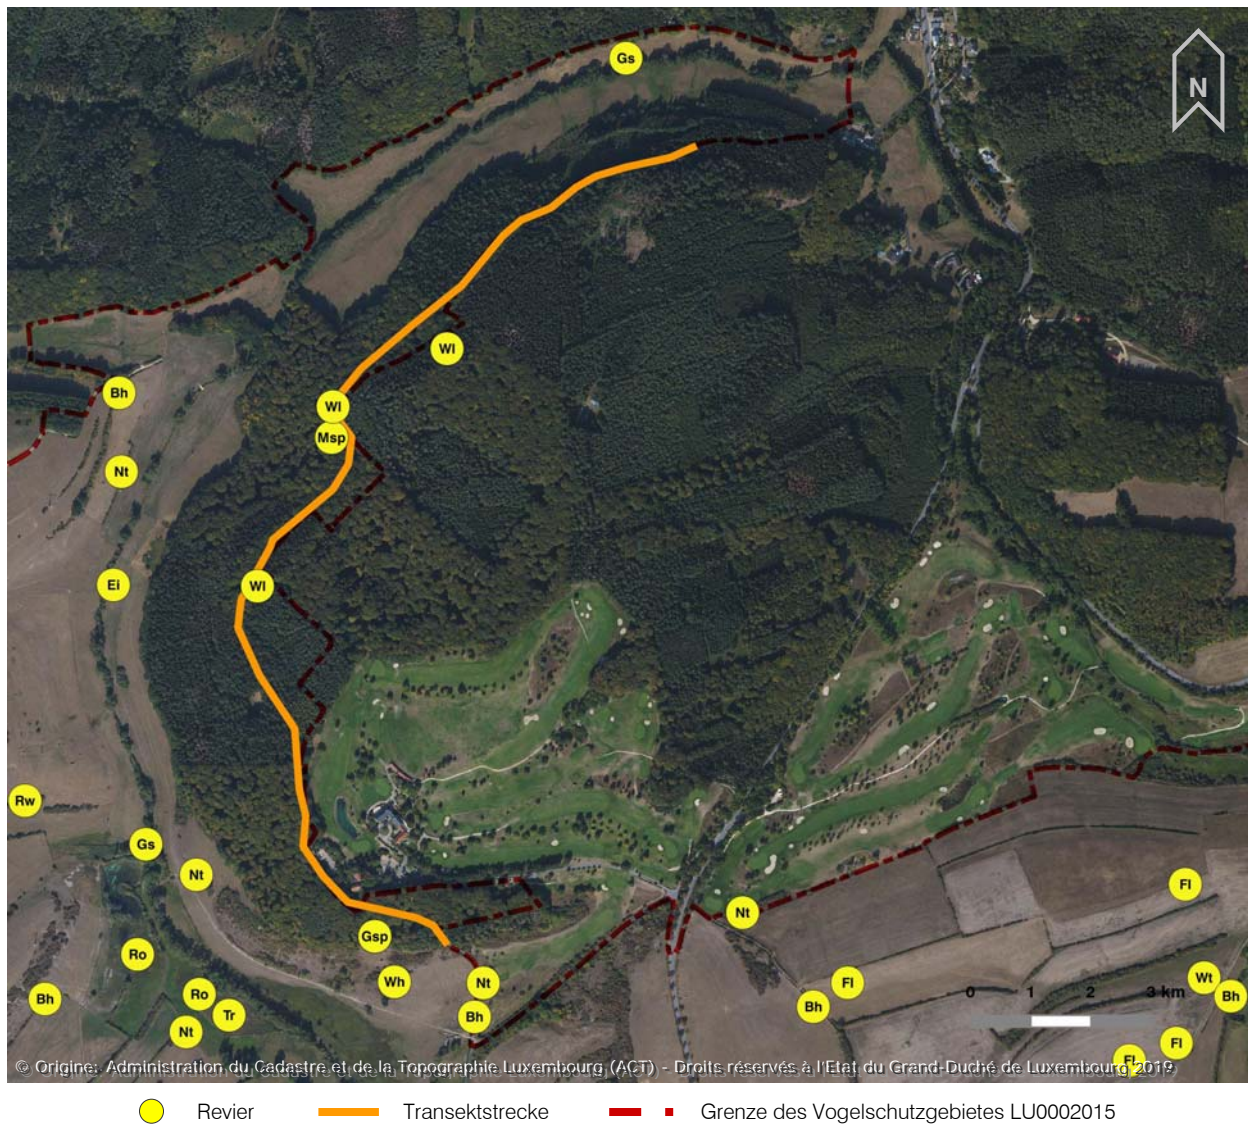 Gs
N
Wl
Bh
Wl
Msp
Nt
Ei
Wl
Rw
Gs
Nt
Fl
Nt
Gsp
Ro
Wh
Nt
Fl
Wt
Bh
Ro
Bh
Bh
Tr
Bh
Nt
0 1 2 3 km
Fl
Fl
© Origine: Administration du Cadastre et de la Topographie Luxembourg (ACT) - Droits réservés à l'Etat du Grand-Duché de Luxembourg 2019
Revier Transektstrecke Grenze des Vogelschutzgebietes LU0002015